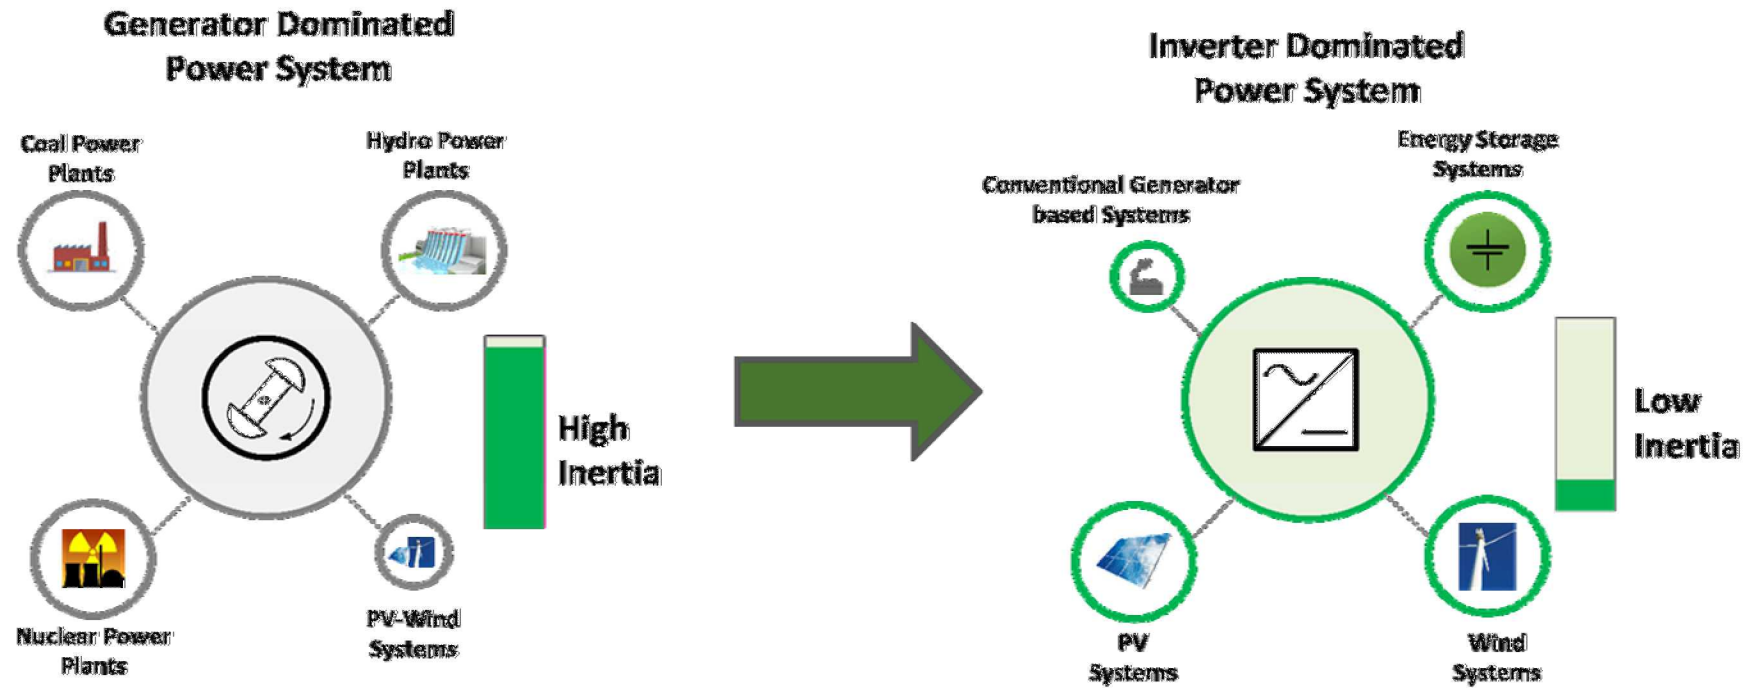 Generator Dominated
Power System
Coal Power
Plants
Hydro Power
Plants
High
Inertia
Nuclear Power
Plants
PV-Wind
Systems
Inverter Dominated
Power System
Conventional Generator
based Systems
Energy Storage
Systems
Low
Inertia
PV
Systems
Wind
Systems